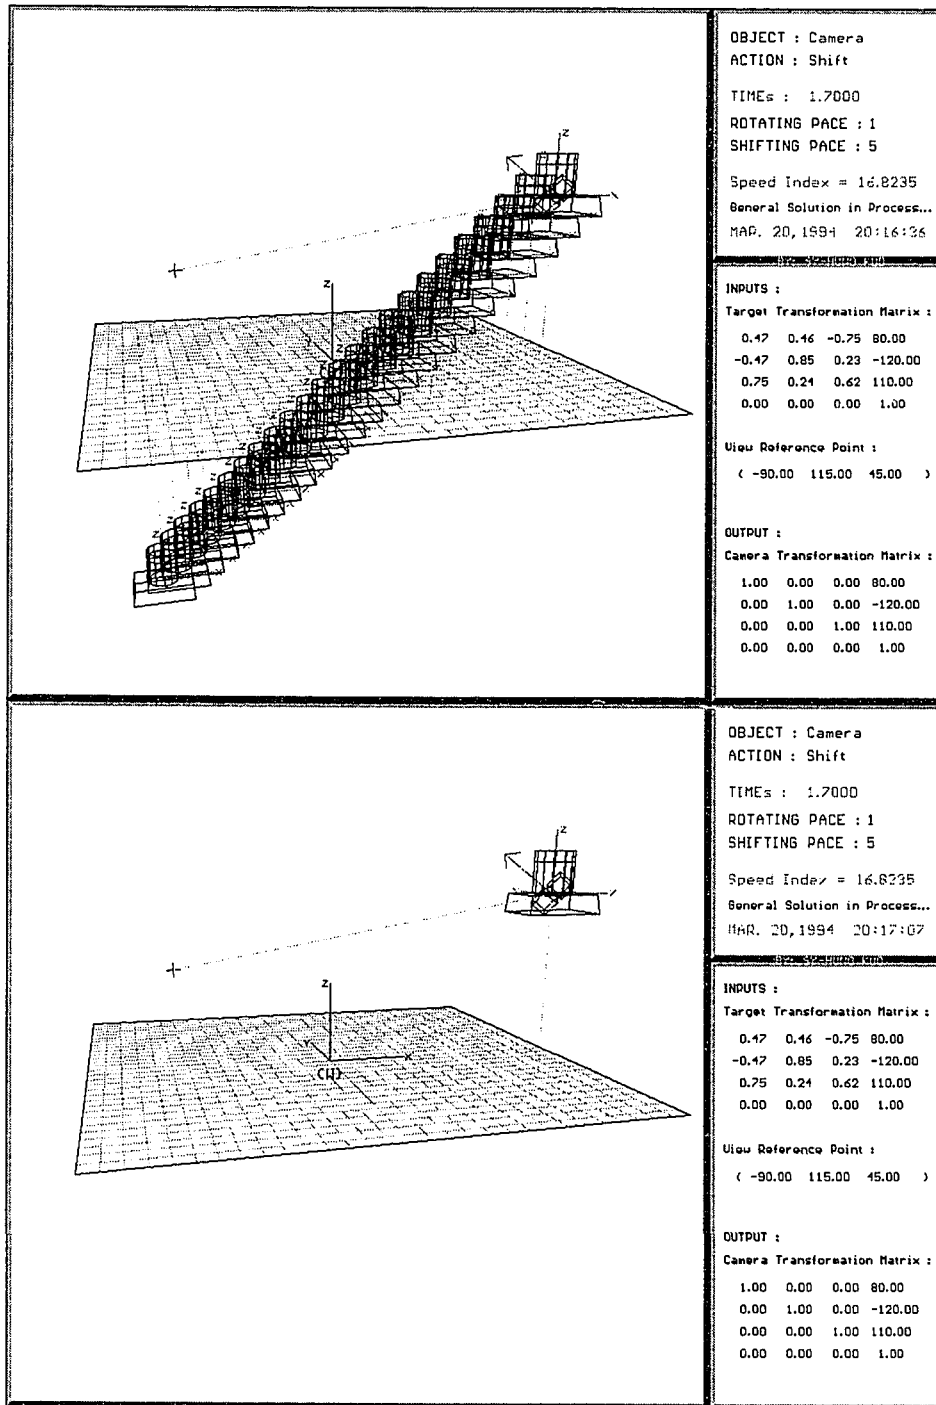 OBJECT : Camera
ACTION : Shift
TIMEs : 1.7000
ROTATING PACE : 1
SHIFTING PACE : 5
Speed Index = 16.8235
General Solution in Process...
MAR. 20,1994 20:16:36
INPUTS :
Target Transformation Matrix :
0.47 0.46 -0.75 80.00
-0.47 0.85 0.23 -120.00
0.75 0.24 0.62 110.00
0.00 0.00 0.00 1.00
View Reference Point :
( -90.00 115.00 45.00 )
OUTPUT :
Camera Transformation Matrix :
1.00 0.00 0.00 80.00
0.00 1.00 0.00 -120.00
0.00 0.00 1.00 110.00
0.00 0.00 0.00 1.00
z
z
z
z
z
z
z
z
z
OBJECT : Camera
ACTION : Shift
TIMEs : 1.7000
ROTATING PACE : 1
SHIFTING PACE : 5
Speed Index = 16.8235
General Solution in Process...
MAR. 20,1994 20:17:07
INPUTS :
Target Transformation Matrix :
0.47 0.46 -0.75 80.00
-0.47 0.85 0.23 -120.00
0.75 0.24 0.62 110.00
0.00 0.00 0.00 1.00
View Reference Point :
( -90.00 115.00 45.00 )
OUTPUT :
Camera Transformation Matrix :
1.00 0.00 0.00 80.00
0.00 1.00 0.00 -120.00
0.00 0.00 1.00 110.00
0.00 0.00 0.00 1.00
z
z
Y
x
(W)